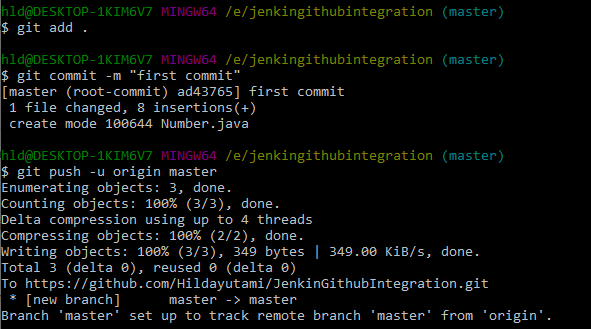 hld@DESKTOP-1KIM6V7 MINGW64 /e/jenkingithubintegration (master)
$ git add .
hld@DESKTOP-1KIM6V7 MINGW64 /e/jenkingithubintegration (master)
$ git commit -m "first commit"
[master (root-commit) ad43765] first commit
 1 file changed, 8 insertions(+)
 create mode 100644 Number.java
hld@DESKTOP-1KIM6V7 MINGW64 /e/jenkingithubintegration (master)
$ git push -u origin master
Enumerating objects: 3, done.
Counting objects: 100% (3/3), done.
Delta compression using up to 4 threads
Compressing objects: 100% (2/2), done.
Writing objects: 100% (3/3), 349 bytes | 349.00 KiB/s, done.
Total 3 (delta 0), reused 0 (delta 0)
To https://github.com/Hildayutami/JenkinGithubIntegration.git
 * [new branch]      master -> master
Branch 'master' set up to track remote branch 'master' from 'origin'.